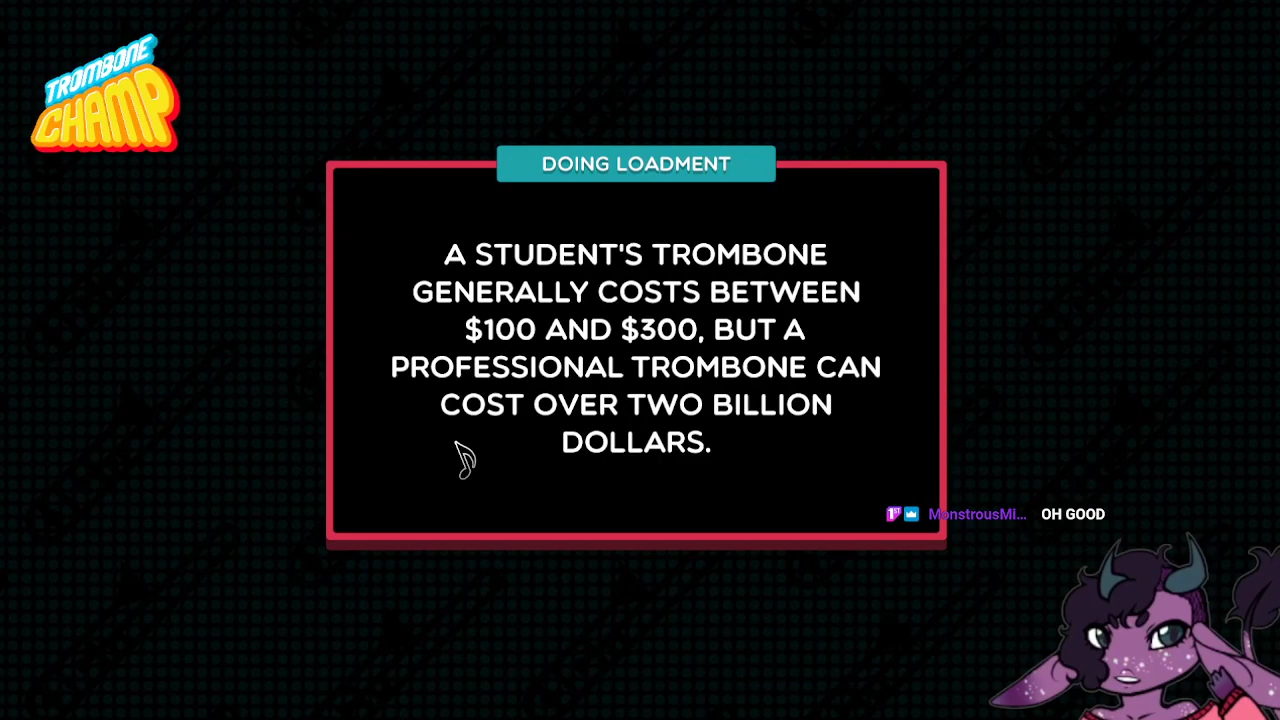 TROMBONE
CHAMP
DOING LOADMENT
A STUDENT'S TROMBONE
GENERALLY COSTS BETWEEN
$100 AND $300, BUT A
PROFESSIONAL TROMBONE CAN
COST OVER TWO BILLION
DOLLARS.
MonstrousMi... OH GOOD